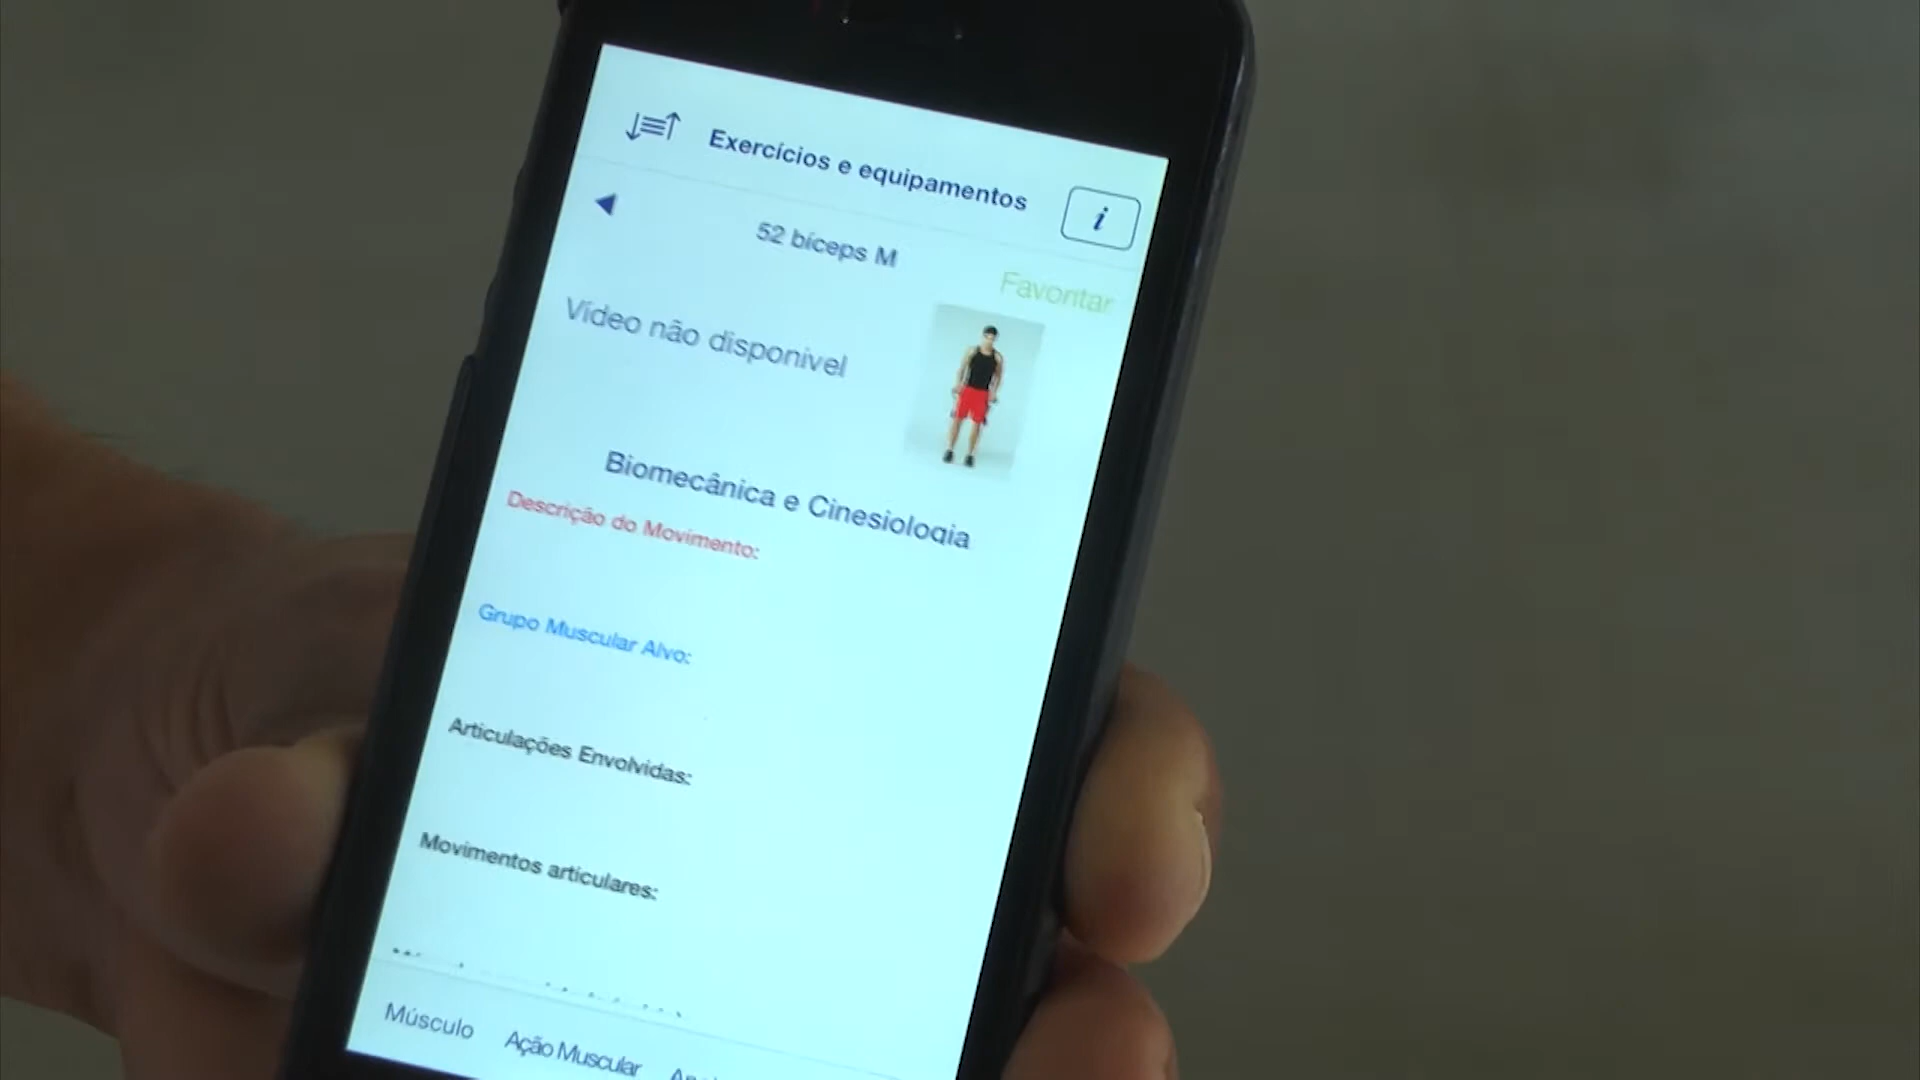 Exercícios e equipamentos
i
52 bíceps M
Favoritar
Vídeo não disponivel
Biomecânica e Cinesiologia
Descrição do Movimento:
Grupo Muscular Alvo:
Articulações Envolvidas:
Movimentos articulares:
Músculo
Ação Muscular